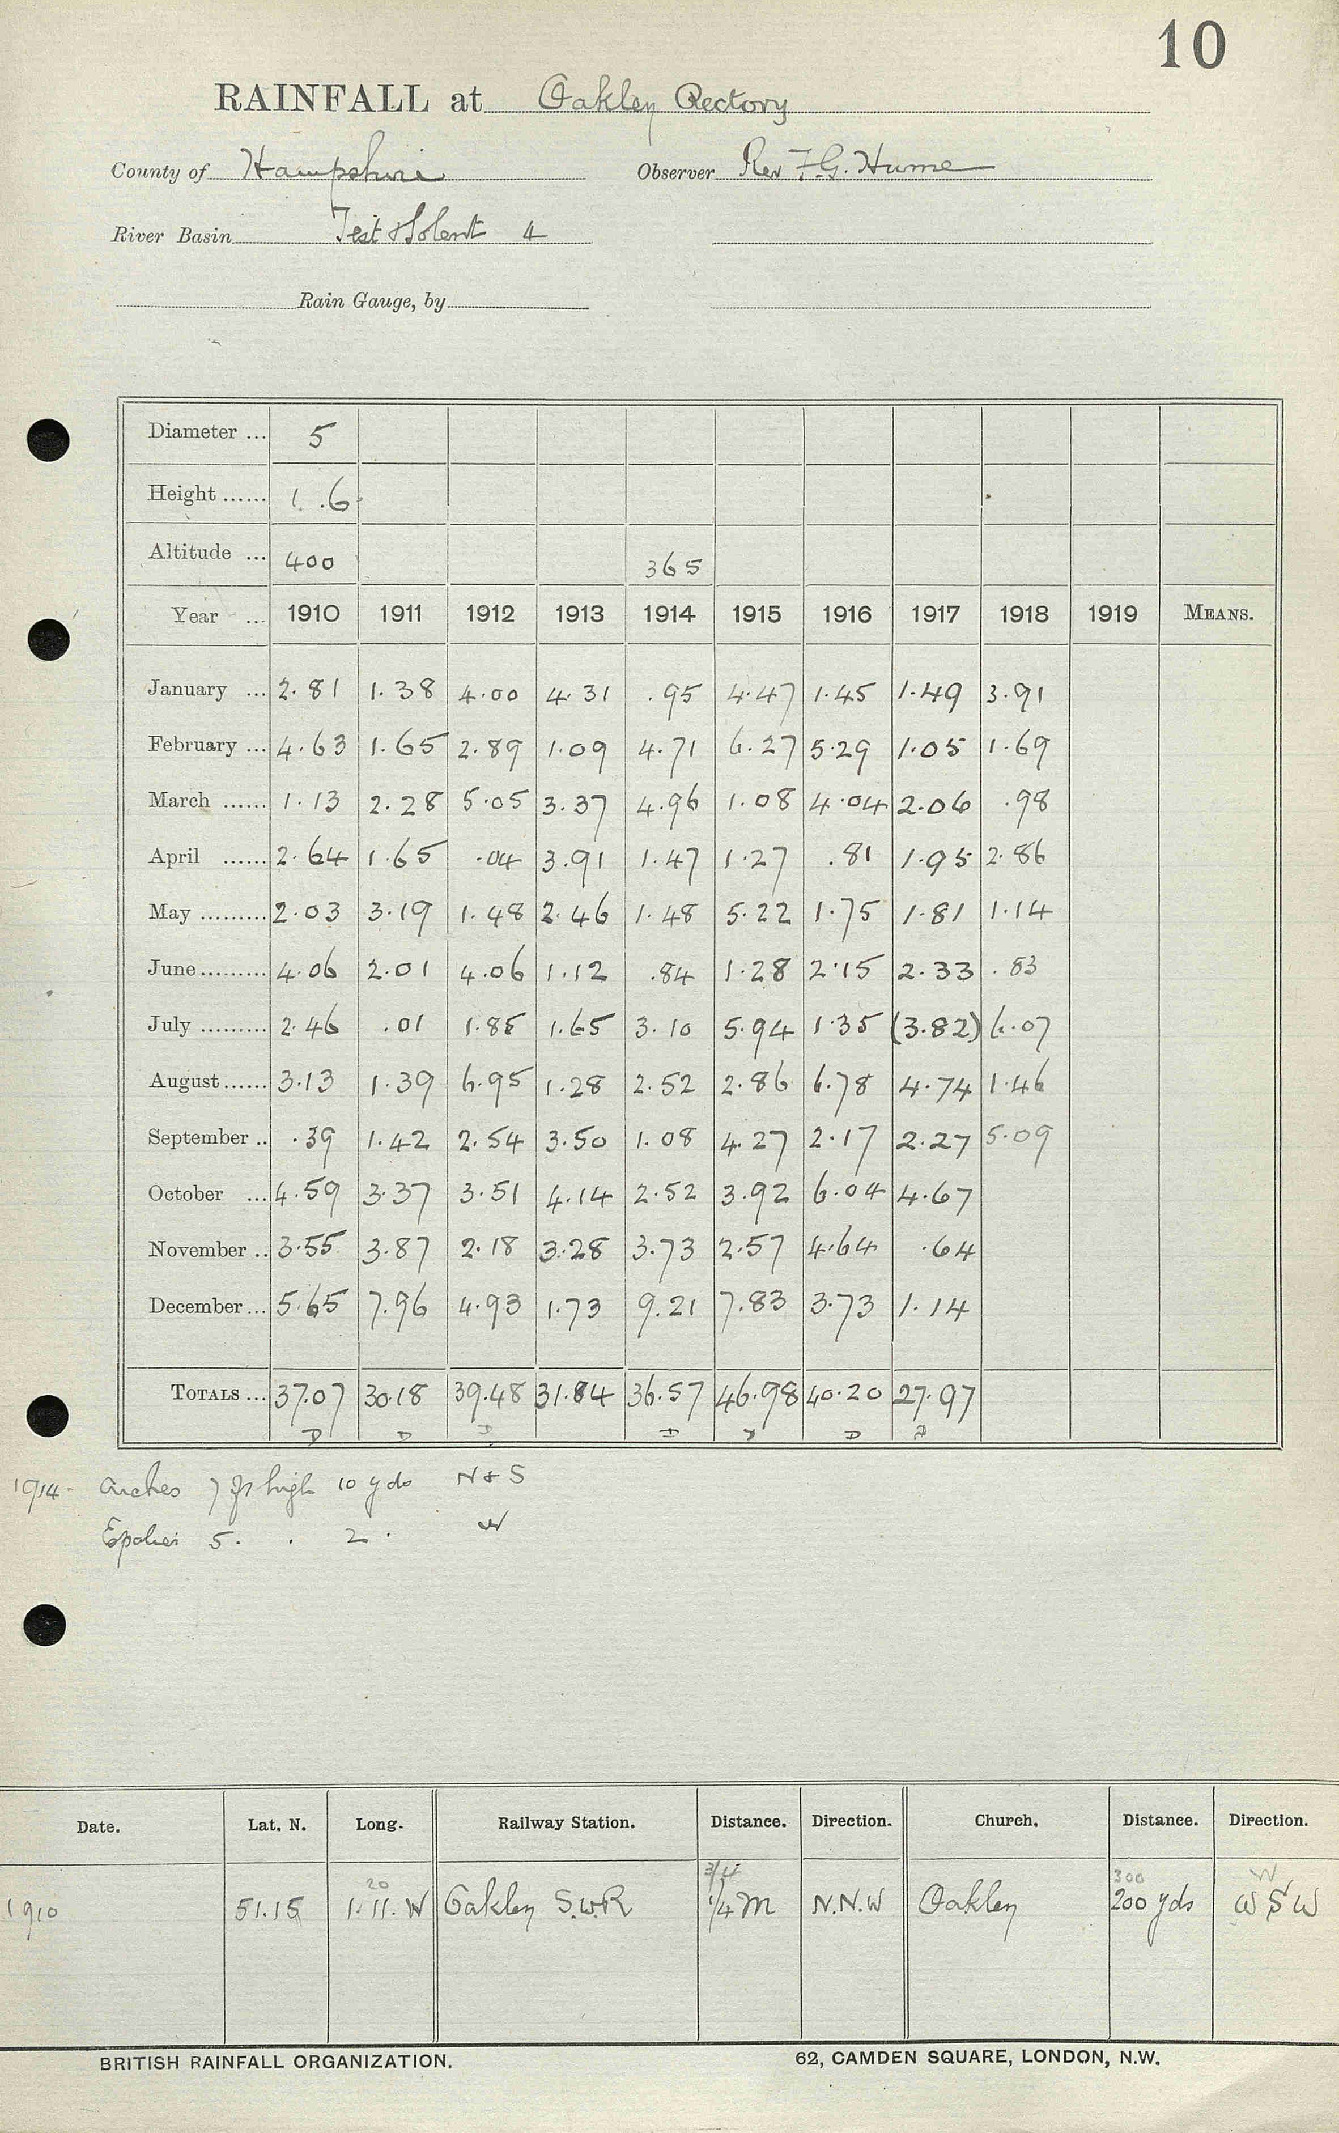 10
RAINFALL at Oakley Rectory
County of Hampshire Observer Rev F.G. Hume
River Basin Test & Solent 4
Rain Gauge, by
Diameter ... 5
Height ...... 1 .6
Altitude ... 400 365
Year ... 1910 1911 1912 1913 1914 1915 1916 1917 1918 1919 MEANS.
January ... 2.81 1.38 4.00 4.31 .95 4.47 1.45 1.49 3.91
February ... 4.63 1.65 2.89 1.09 4.71 6.27 5.29 1.05 1.69
March ...... 1.13 2.28 5.05 3.37 4.96 1.08 4.04 2.06 .98
April ...... 2.64 1.65 .04 3.91 1.47 1.27 .81 1.95 2.86
May ......... 2.03 3.19 1.48 2.46 1.48 5.22 1.75 1.81 1.14
June ......... 4.06 2.01 4.06 1.12 .84 1.28 2.15 2.33 .83
July ......... 2.46 .01 1.85 1.65 3.10 5.94 1.35 (3.82) 6.07
August ...... 3.13 1.39 6.95 1.28 2.52 2.86 6.78 4.74 1.46
September .. .39 1.42 2.54 3.50 1.08 4.27 2.17 2.27 5.09
October ... 4.59 3.37 3.51 4.14 2.52 3.92 6.04 4.67
November .. 3.55 3.87 2.18 3.28 3.73 2.57 4.64 .64
December ... 5.65 7.96 4.93 1.73 9.21 7.83 3.73 1.14
TOTALS ... 37.07 30.18 39.48 31.84 36.57 46.98 40.20 27.97
1914- Arches 7 ft high 10 yds N & S
5 . . 2 . W
Date. Lat. N. Long. Railway Station. Distance. Direction. Church. Distance. Direction.
20 3/4 300 W
1910 51.15 1.11.W Oakley S.W.R 1/4 m N.N.W Oakley 200 yds W S W
BRITISH RAINFALL ORGANIZATION. 62, CAMDEN SQUARE, LONDON, N.W.